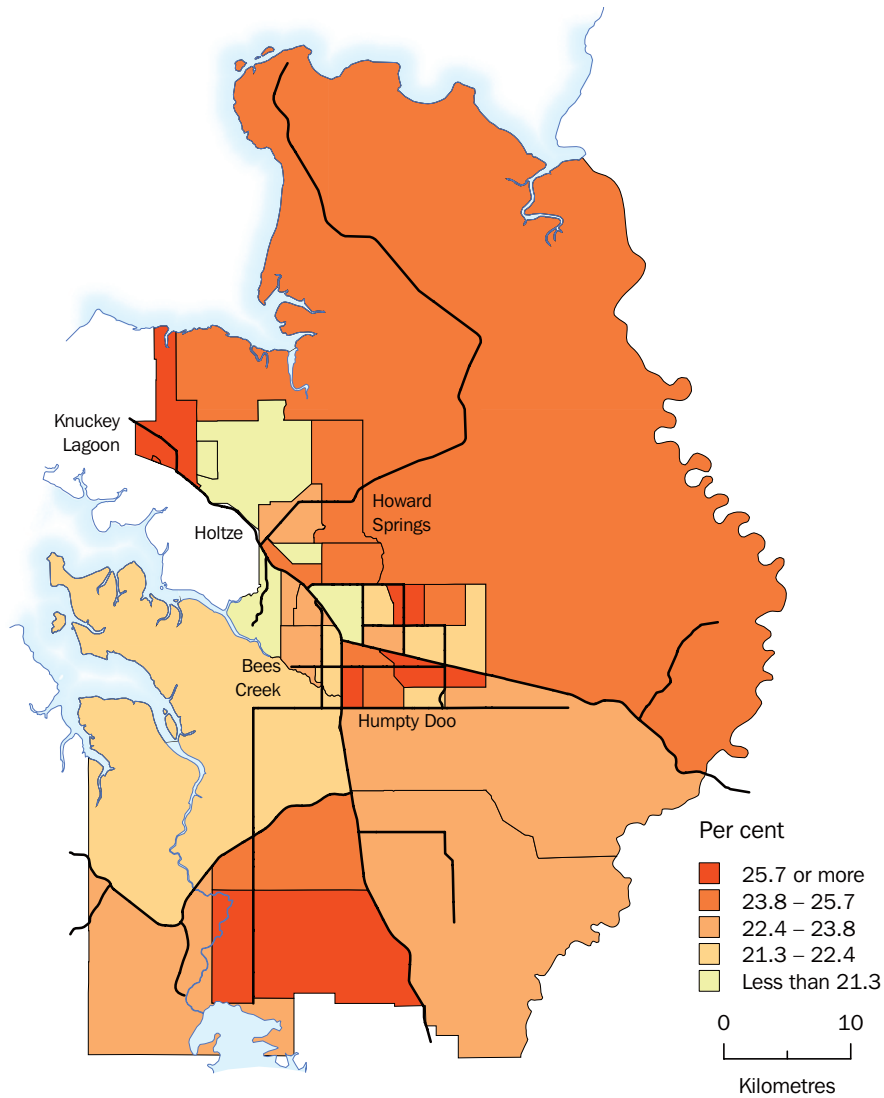 Knuckey
Lagoon
Howard
Springs
Holtze
Bees
Creek
Humpty Doo
Per cent
25.7 or more
23.8 – 25.7
22.4 – 23.8
21.3 – 22.4
Less than 21.3
0 10
Kilometres